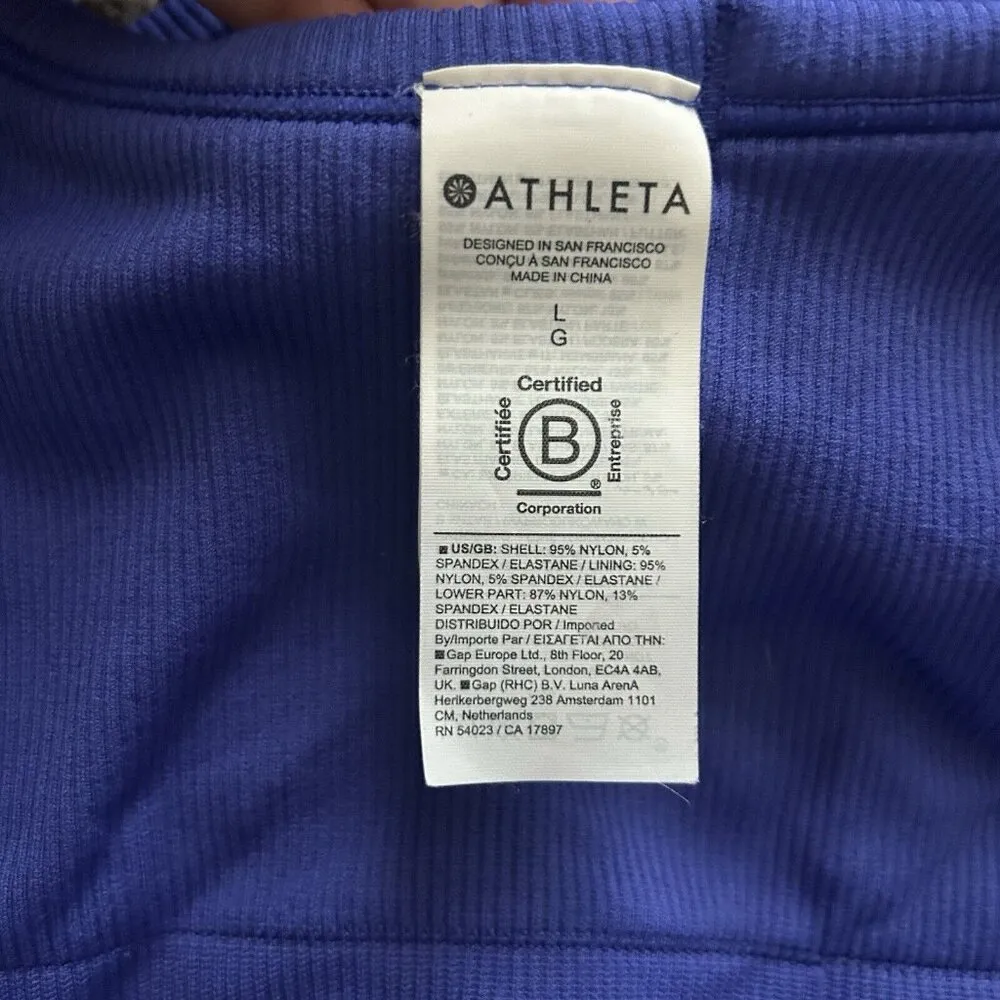 ATHLETA
DESIGNED IN SAN FRANCISCO
CONÇU À SAN FRANCISCO
MADE IN CHINA
L
G
Certified
Certifiée
B
Entreprise
®
Corporation
US/GB: SHELL: 95% NYLON, 5%
SPANDEX / ELASTANE / LINING: 95%
NYLON, 5% SPANDEX / ELASTANE /
LOWER PART: 87% NYLON, 13%
SPANDEX / ELASTANE
DISTRIBUIDO POR / Imported
By/Importe Par / ΕΙΣΑΓΕΤΑΙ ΑΠΟ ΤΗΝ:
Gap Europe Ltd., 8th Floor, 20
Farringdon Street, London, EC4A 4AB,
UK. Gap (RHC) B.V. Luna ArenA
Herikerbergweg 238 Amsterdam 1101
CM, Netherlands
RN 54023 / CA 17897